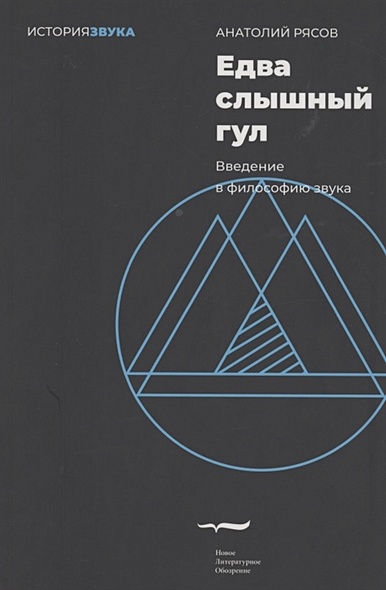 ИСТОРИЯЗВУКА
АНАТОЛИЙ РЯСОВ
Едва
слышный
гул
Введение
в философию звука
Новое
Литературное
Обозрение